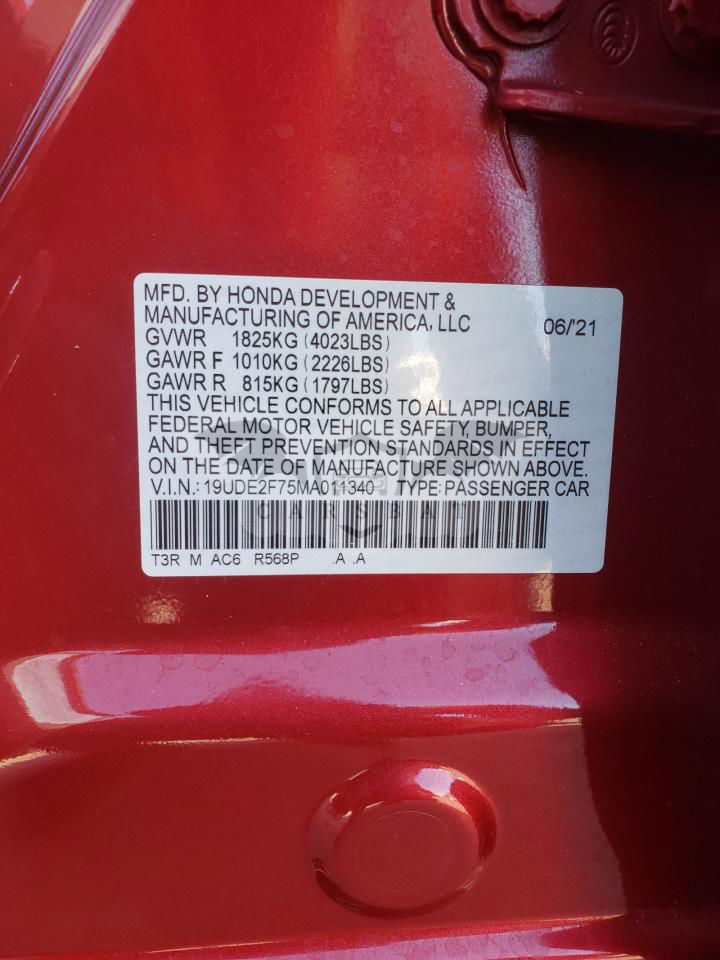 MFD. BY HONDA DEVELOPMENT &
MANUFACTURING OF AMERICA, LLC 06/'21
GVWR 1825KG (4023LBS)
GAWR F 1010KG (2226LBS)
GAWR R 815KG (1797LBS)
THIS VEHICLE CONFORMS TO ALL APPLICABLE
FEDERAL MOTOR VEHICLE SAFETY, BUMPER,
AND THEFT PREVENTION STANDARDS IN EFFECT
ON THE DATE OF MANUFACTURE SHOWN ABOVE.
V.I.N.: 19UDE2F75MA011340 TYPE: PASSENGER CAR
CARSBAT
T3R M AC6 R568P .A .A